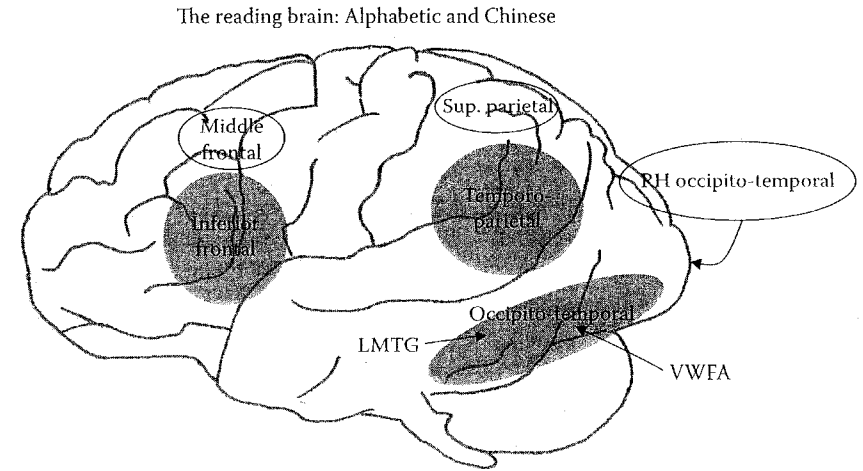 The reading brain: Alphabetic and Chinese
Sup. parietal
Middle
frontal
RH occipito-temporal
Temporo-
parietal
Inferior
frontal
Occipito-temporal
LMTG
VWFA